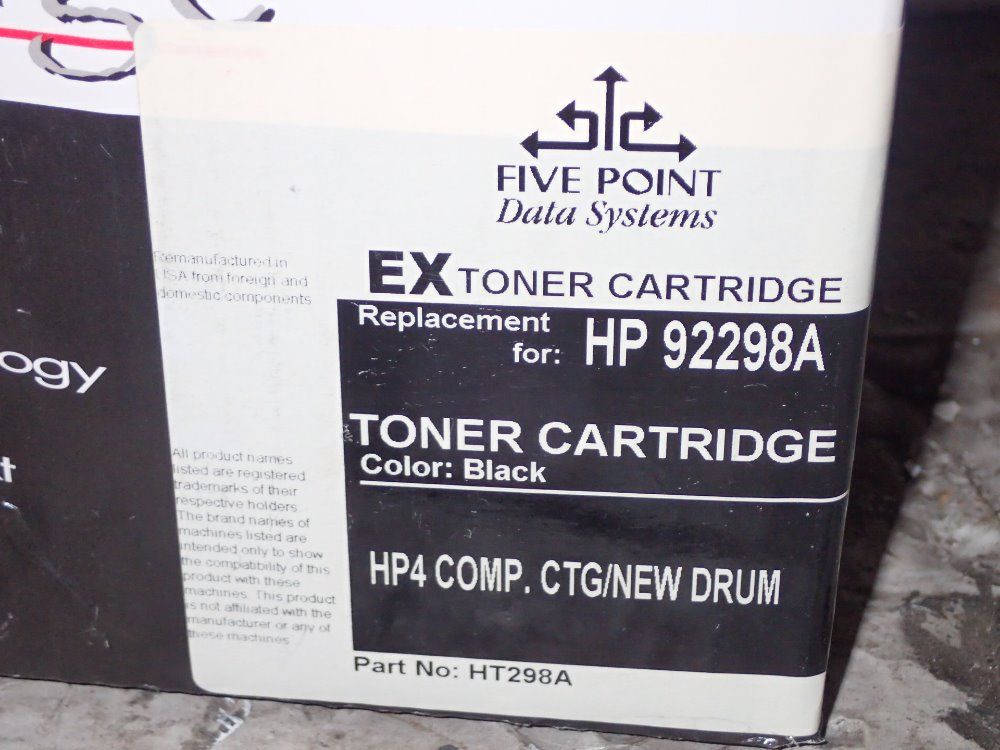 FIVE POINT
Data Systems
EX TONER CARTRIDGE
Remanufactured in
USA from foreign and
domestic components
Replacement
for: HP 92298A
TONER CARTRIDGE
Color: Black
HP4 COMP. CTG/NEW DRUM
Part No: HT298A
All product names
listed are registered
trademarks of their
respective holders.
The brand names of
machines listed are
intended only to show
the compatibility of this
product with these
machines. This product
is not affiliated with the
manufacturer or any of
these machines
ogy